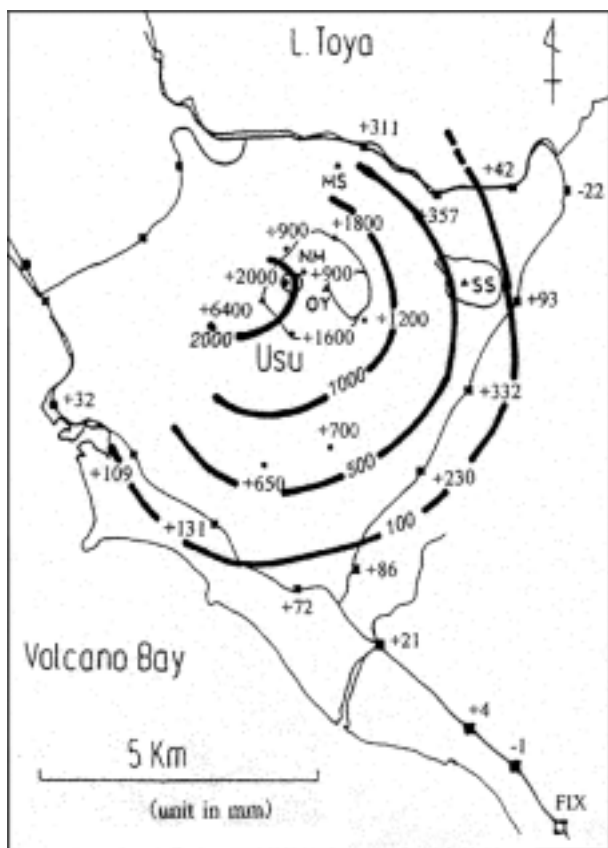 L. Toya
+311
MS
+42
-22
+357
+1800
+900
NH
+2000
+900
OY
SS
+93
+6400
2000
+1600
+1200
Usu
1000
+332
+32
+700
+650
500
+109
+230
+131
100
+86
+72
+21
Volcano Bay
+4
5 Km
-1
(unit in mm)
FIX